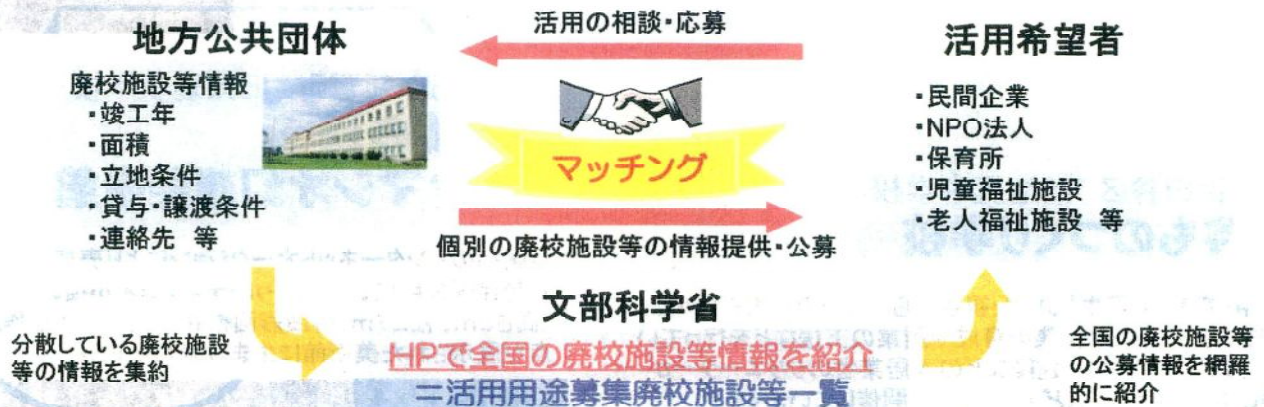 活用の相談・応募
地方公共団体
廃校施設等情報
・竣工年
・面積
・立地条件
・貸与・譲渡条件
・連絡先 等
マッチング
活用希望者
・民間企業
・NPO法人
・保育所
・児童福祉施設
・老人福祉施設 等
個別の廃校施設等の情報提供・公募
文部科学省
分散している廃校施設
等の情報を集約
HPで全国の廃校施設等情報を紹介
=活用用途募集廃校施設等一覧
全国の廃校施設等
の公募情報を網羅
的に紹介